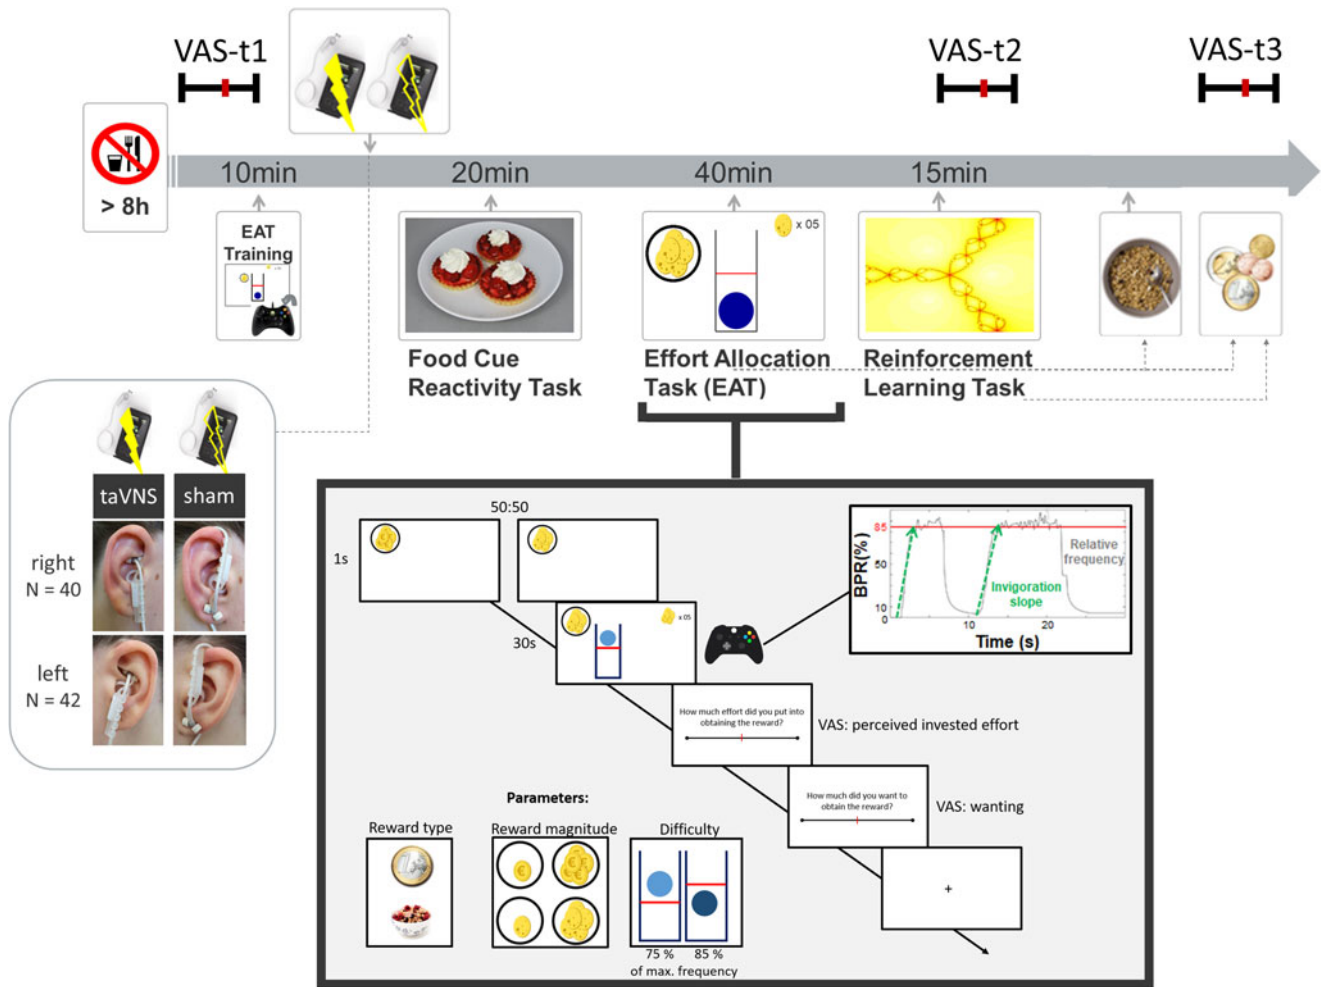 VAS-t1
VAS-t2
VAS-t3
> 8h
10min
20min
40min
15min
EAT
Training
x 05
Food Cue
Reactivity Task
Effort Allocation
Task (EAT)
Reinforcement
Learning Task
taVNS
sham
right
N = 40
left
N = 42
50:50
1s
30s
x 05
BPR(%)
85
50
10
0
10
20
Time (s)
Relative
frequency
Invigoration
slope
How much effort did you put into
obtaining the reward?
VAS: perceived invested effort
How much did you want to
obtain the reward?
VAS: wanting
+
Parameters:
Reward type
Reward magnitude
Difficulty
75 %
85 %
of max. frequency